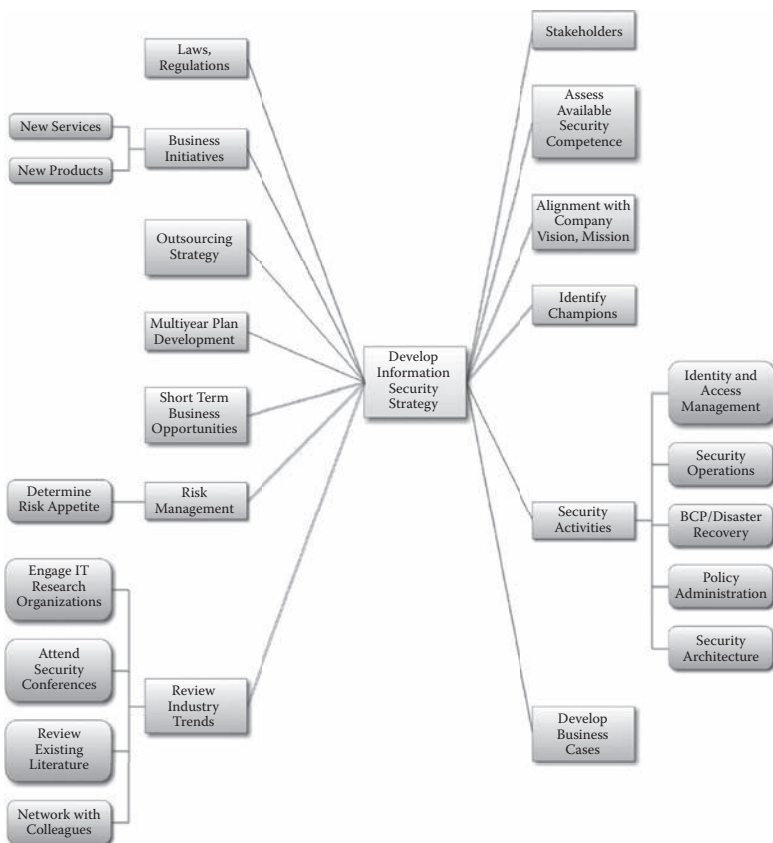 Laws,
Regulations
New Services
New Products
Business
Initiatives
Outsourcing
Strategy
Multiyear Plan
Development
Short Term
Business
Opportunities
Determine
Risk Appetite
Risk
Management
Engage IT
Research
Organizations
Attend
Security
Conferences
Review
Existing
Literature
Network with
Colleagues
Review
Industry
Trends
Develop
Information
Security
Strategy
Stakeholders
Assess
Available
Security
Competence
Alignment with
Company
Vision, Mission
Identify
Champions
Security
Activities
Identity and
Access
Management
Security
Operations
BCP/Disaster
Recovery
Policy
Administration
Security
Architecture
Develop
Business
Cases